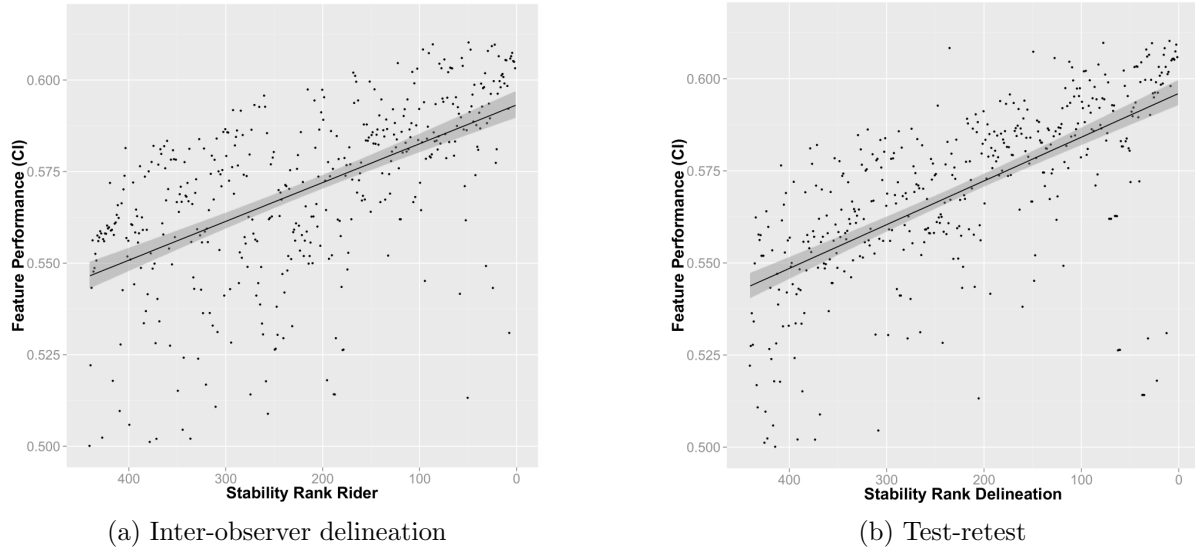 0.600
0.575
0.550
0.525
0.500
Feature Performance (CI)
400 300 200 100 0
Stability Rank Rider
(a) Inter-observer delineation
0.600
0.575
0.550
0.525
0.500
Feature Performance (CI)
400 300 200 100 0
Stability Rank Delineation
(b) Test-retest